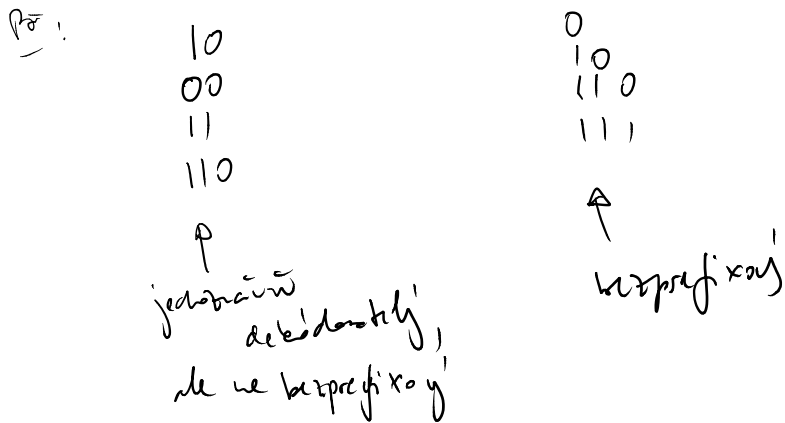 Př:
10
00
11
110
jednoznačně
dekódovatelný,
ale ne bezprefixový
0
10
110
111
bezprefixový